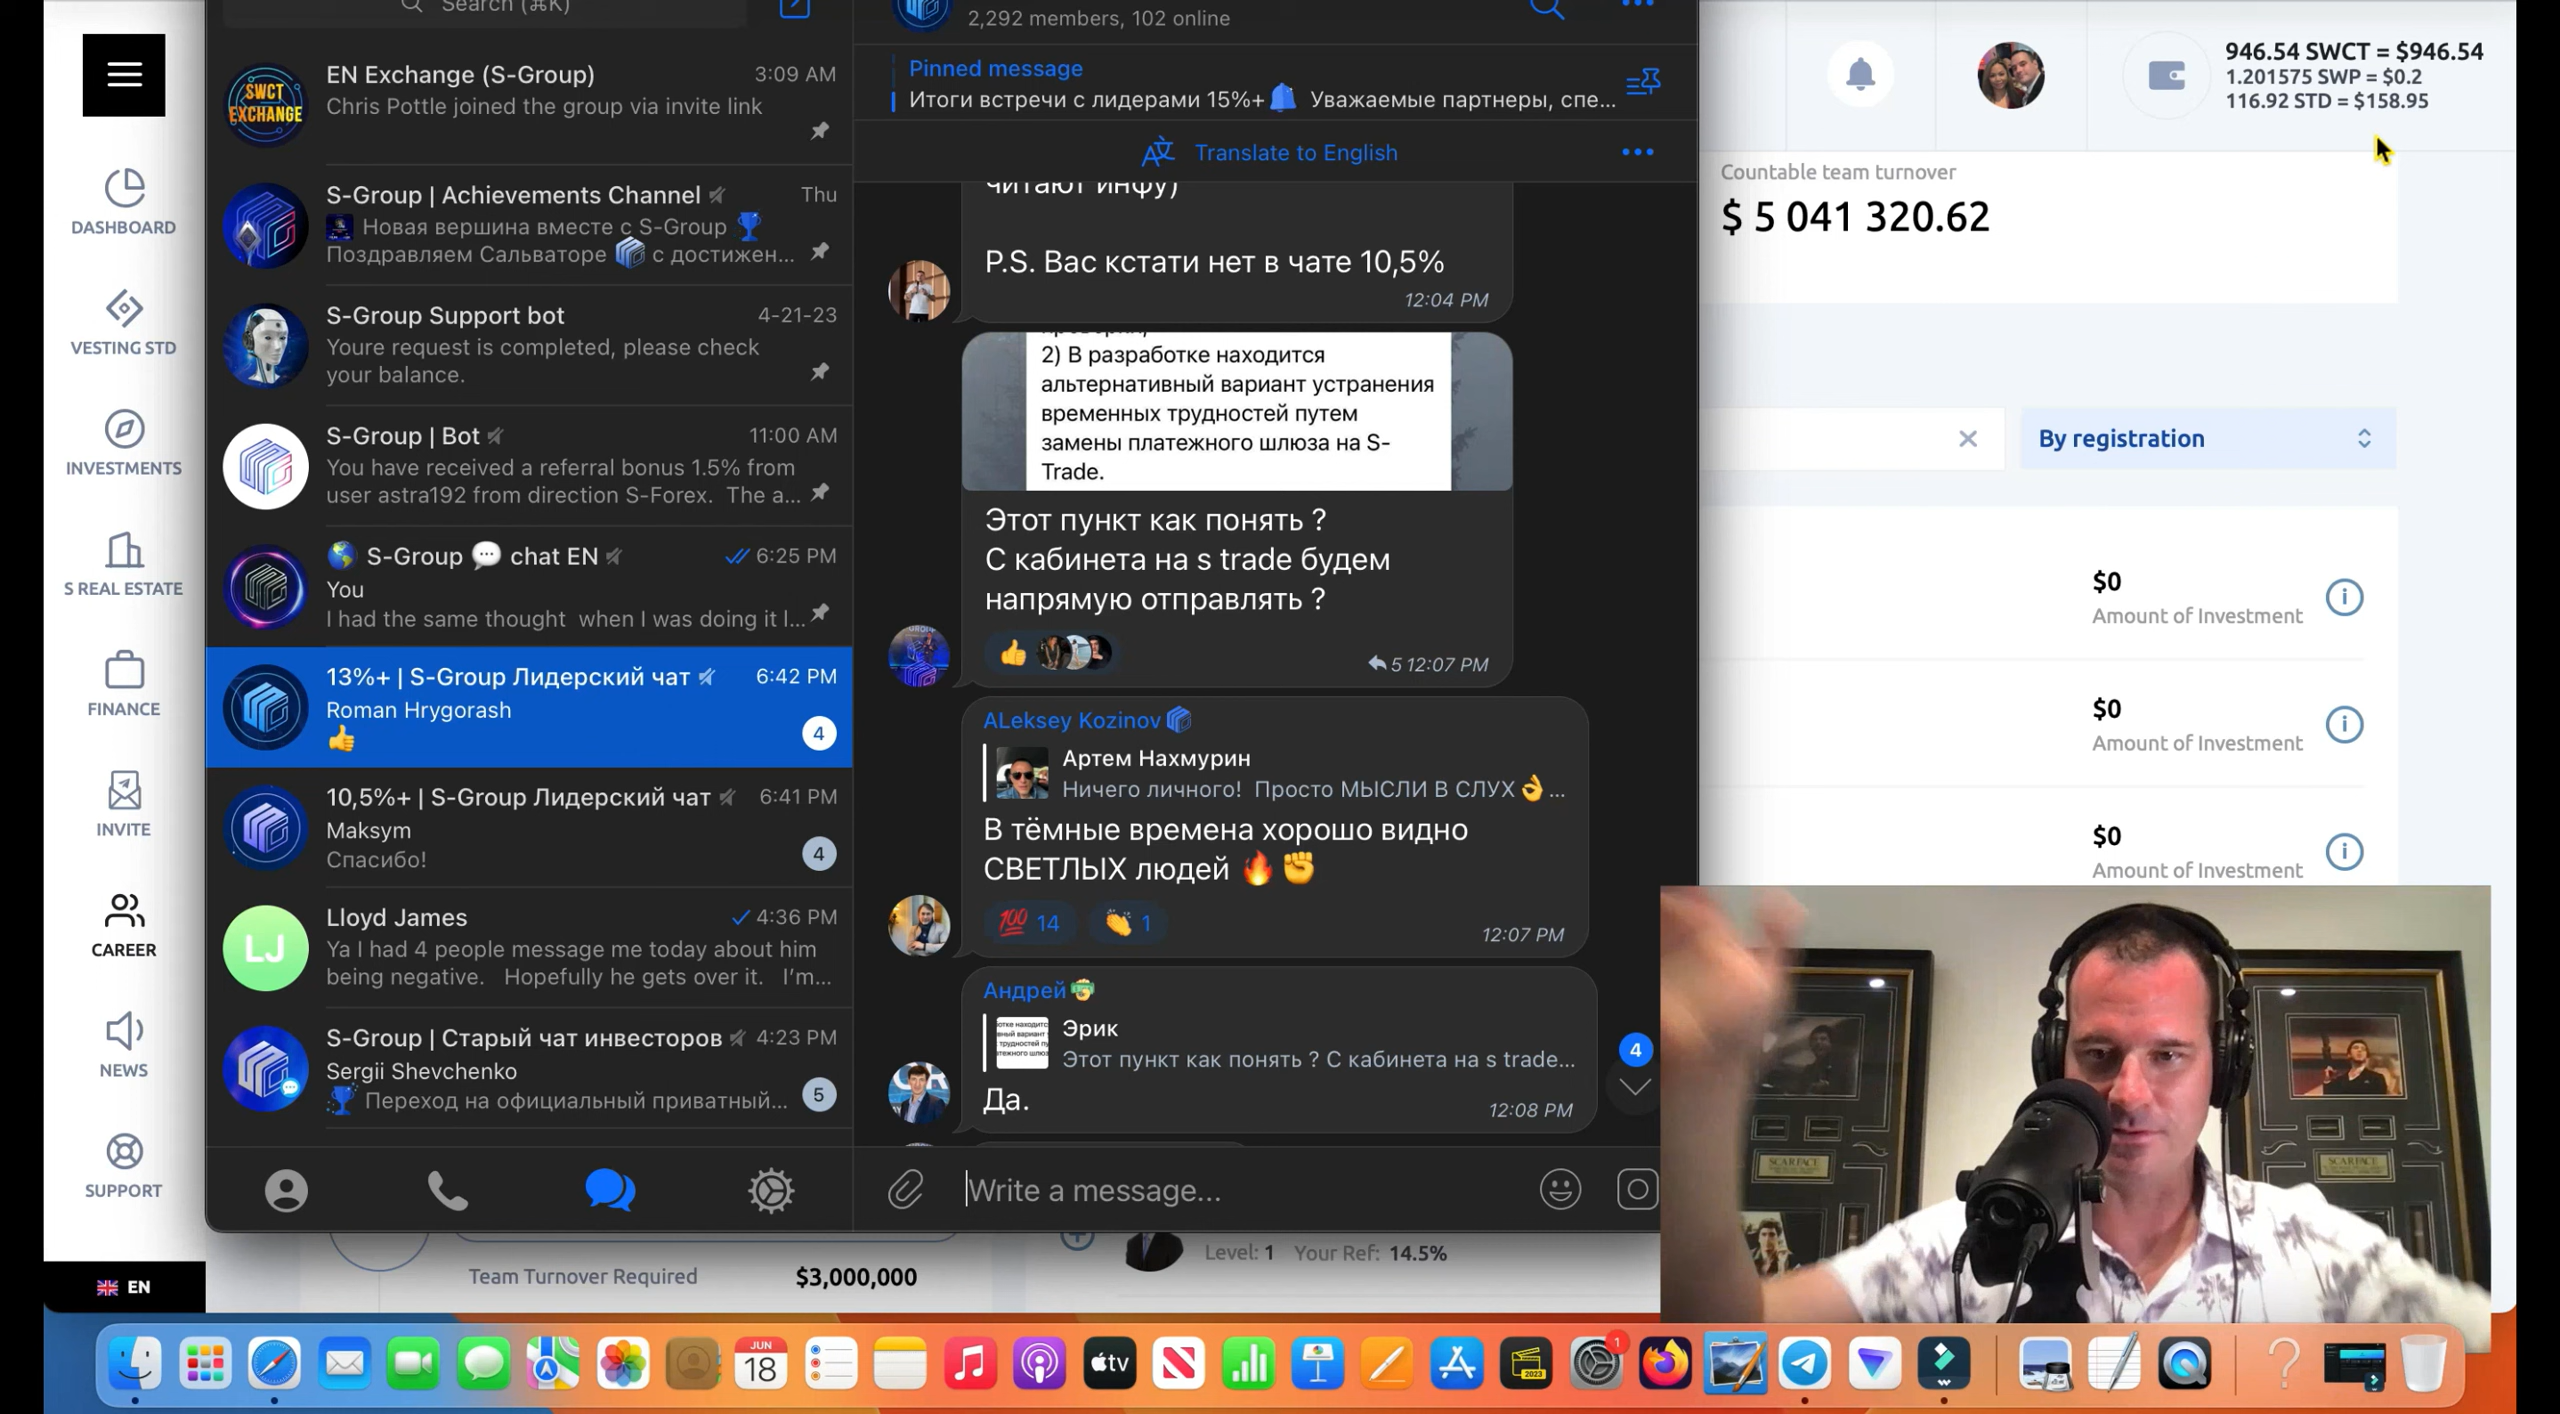 Search (⌘K)
EN Exchange (S-Group)
3:09 AM
Chris Pottle joined the group via invite link
SWCT
EXCHANGE
S-Group | Achievements Channel
Thu
Новая вершина вместе с S-Group
Поздравляем Сальваторе с достижен...
S-Group Support bot
4-21-23
Youre request is completed, please check
your balance.
S-Group | Bot
11:00 AM
You have received a referral bonus 1.5% from
user astra192 from direction S-Forex. The a...
S-Group 💬 chat EN
6:25 PM
You
I had the same thought when I was doing it l...
13%+ | S-Group Лидерский чат
6:42 PM
Roman Hrygorash
👍
4
10,5%+ | S-Group Лидерский чат
6:41 PM
Maksym
Спасибо!
4
LJ
Lloyd James
4:36 PM
Ya I had 4 people message me today about him
being negative. Hopefully he gets over it. I'm...
S-Group | Старый чат инвесторов
4:23 PM
Sergii Shevchenko
Переход на официальный приватный...
5
DASHBOARD
VESTING STD
INVESTMENTS
S REAL ESTATE
FINANCE
INVITE
CAREER
NEWS
SUPPORT
EN
2,292 members, 102 online
Pinned message
Итоги встречи с лидерами 15%+ Уважаемые партнеры, спе...
Translate to English
читают инфу)
P.S. Вас кстати нет в чате 10,5%
12:04 PM
2) В разработке находится
альтернативный вариант устранения
временных трудностей путем
замены платежного шлюза на S-
Trade.
Этот пункт как понять ?
С кабинета на s trade будем
напрямую отправлять ?
5 12:07 PM
ALeksey Kozinov
Артем Нахмурин
Ничего личного! Просто МЫСЛИ В СЛУХ👌...
В тёмные времена хорошо видно
СВЕТЛЫХ людей 🔥✊
💯 14 👏 1
12:07 PM
Андрей
Эрик
Этот пункт как понять ? С кабинета на s trade...
Да.
12:08 PM
4
Write a message...
946.54 SWCT = $946.54
1.201575 SWP = $0.2
116.92 STD = $158.95
Countable team turnover
$ 5 041 320.62
By registration
$0
Amount of Investment
$0
Amount of Investment
$0
Amount of Investment
Team Turnover Required
$3,000,000
Level: 1 Your Ref: 14.5%
SCARFACE
SCARFACE
JUN
18
tv
2023
1